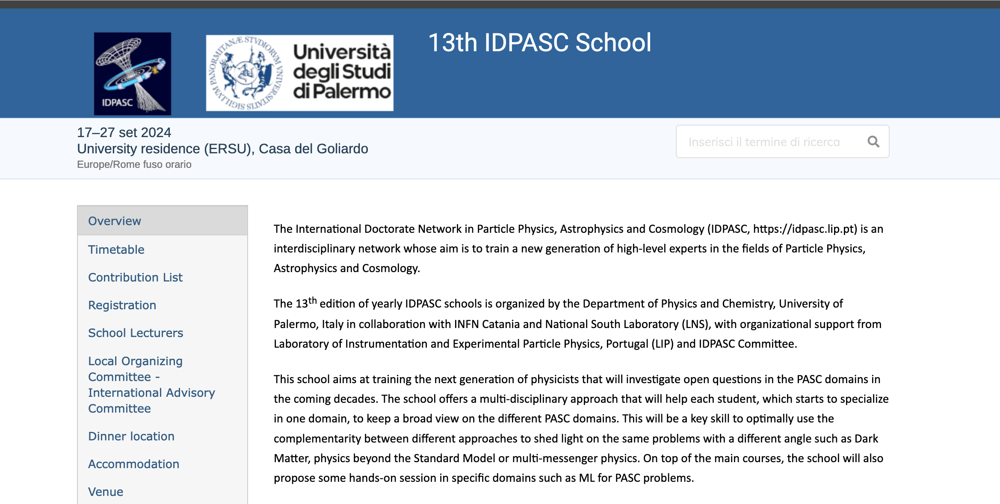 IDPASC
SIGILLVM PANORMITANÆ STVDIORVM VNIVERSITATIS
Università
degli Studi
di Palermo
13th IDPASC School
17–27 set 2024
University residence (ERSU), Casa del Goliardo
Europe/Rome fuso orario
Inserisci il termine di ricerca
Overview
Timetable
Contribution List
Registration
School Lecturers
Local Organizing
Committee -
International Advisory
Committee
Dinner location
Accommodation
Venue
The International Doctorate Network in Particle Physics, Astrophysics and Cosmology (IDPASC, https://idpasc.lip.pt) is an
interdisciplinary network whose aim is to train a new generation of high-level experts in the fields of Particle Physics,
Astrophysics and Cosmology.
The 13th edition of yearly IDPASC schools is organized by the Department of Physics and Chemistry, University of
Palermo, Italy in collaboration with INFN Catania and National South Laboratory (LNS), with organizational support from
Laboratory of Instrumentation and Experimental Particle Physics, Portugal (LIP) and IDPASC Committee.
This school aims at training the next generation of physicists that will investigate open questions in the PASC domains in
the coming decades. The school offers a multi-disciplinary approach that will help each student, which starts to specialize
in one domain, to keep a broad view on the different PASC domains. This will be a key skill to optimally use the
complementarity between different approaches to shed light on the same problems with a different angle such as Dark
Matter, physics beyond the Standard Model or multi-messenger physics. On top of the main courses, the school will also
propose some hands-on session in specific domains such as ML for PASC problems.